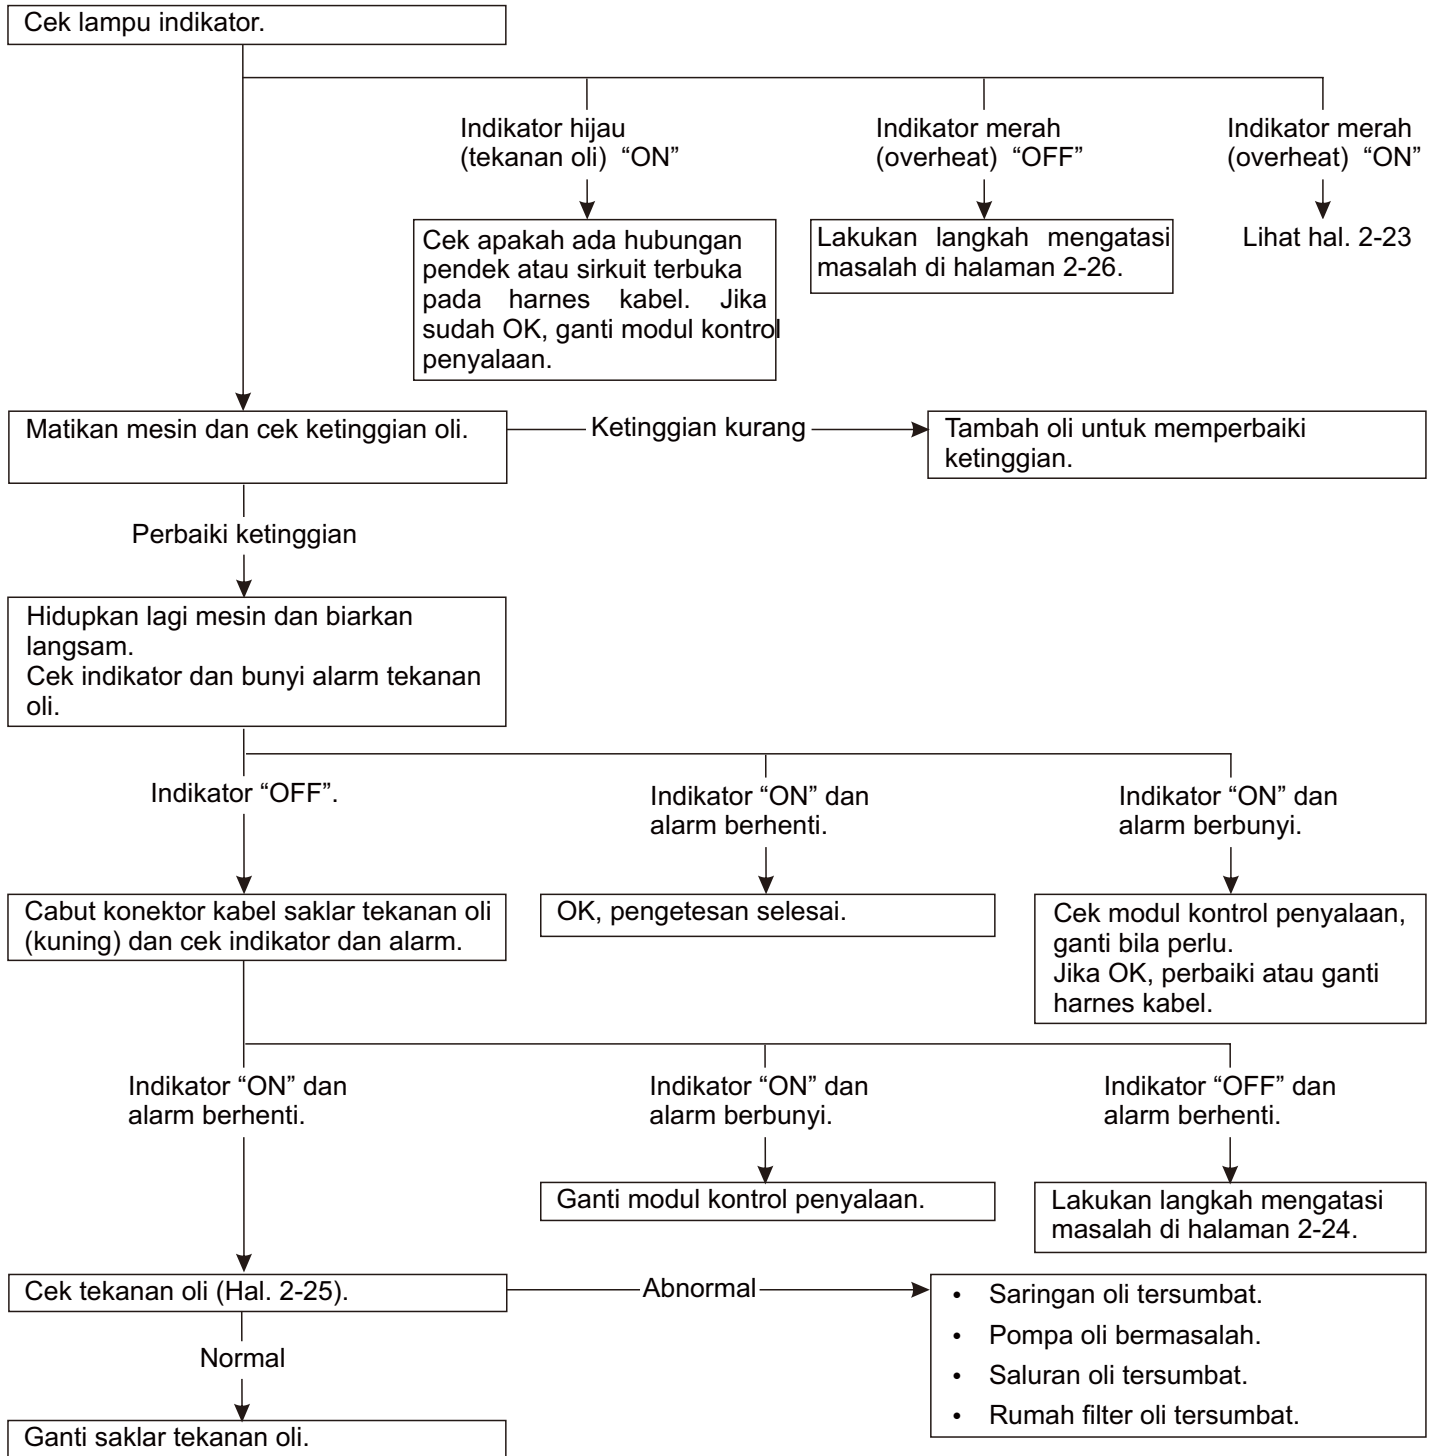 Cek lampu indikator.
Indikator hijau
(tekanan oli) “ON”
Indikator merah
(overheat) “OFF”
Indikator merah
(overheat) “ON”
Cek apakah ada hubungan
pendek atau sirkuit terbuka
pada harnes kabel. Jika
sudah OK, ganti modul kontrol
penyalaan.
Lakukan langkah mengatasi
masalah di halaman 2-26.
Lihat hal. 2-23
Matikan mesin dan cek ketinggian oli.
Ketinggian kurang
Tambah oli untuk memperbaiki
ketinggian.
Perbaiki ketinggian
Hidupkan lagi mesin dan biarkan
langsam.
Cek indikator dan bunyi alarm tekanan
oli.
Indikator “OFF”.
Indikator “ON” dan
alarm berhenti.
Indikator “ON” dan
alarm berbunyi.
Cabut konektor kabel saklar tekanan oli
(kuning) dan cek indikator dan alarm.
OK, pengetesan selesai.
Cek modul kontrol penyalaan,
ganti bila perlu.
Jika OK, perbaiki atau ganti
harnes kabel.
Indikator “ON” dan
alarm berhenti.
Indikator “ON” dan
alarm berbunyi.
Indikator “OFF” dan
alarm berhenti.
Ganti modul kontrol penyalaan.
Lakukan langkah mengatasi
masalah di halaman 2-24.
Cek tekanan oli (Hal. 2-25).
Abnormal
• Saringan oli tersumbat.
• Pompa oli bermasalah.
• Saluran oli tersumbat.
• Rumah filter oli tersumbat.
Normal
Ganti saklar tekanan oli.